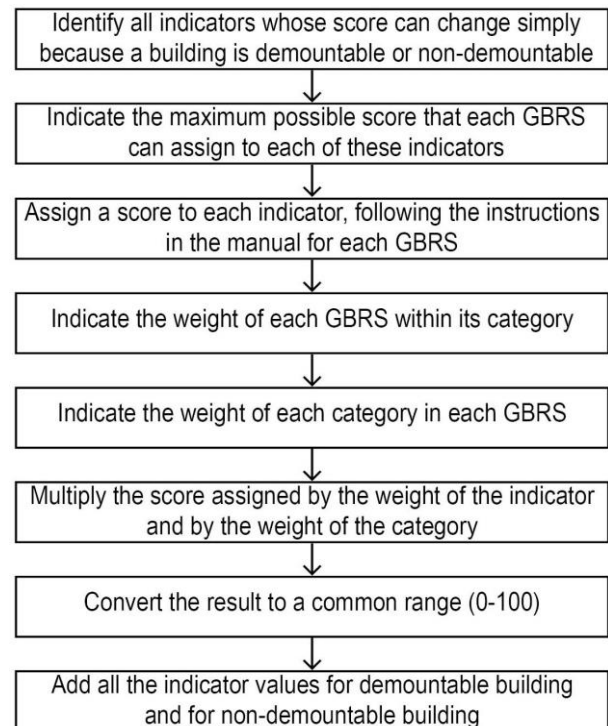 Identify all indicators whose score can change simply
because a building is demountable or non-demountable
Indicate the maximum possible score that each GBRS
can assign to each of these indicators
Assign a score to each indicator, following the instructions
in the manual for each GBRS
Indicate the weight of each GBRS within its category
Indicate the weight of each category in each GBRS
Multiply the score assigned by the weight of the indicator
and by the weight of the category
Convert the result to a common range (0-100)
Add all the indicator values for demountable building
and for non-demountable building